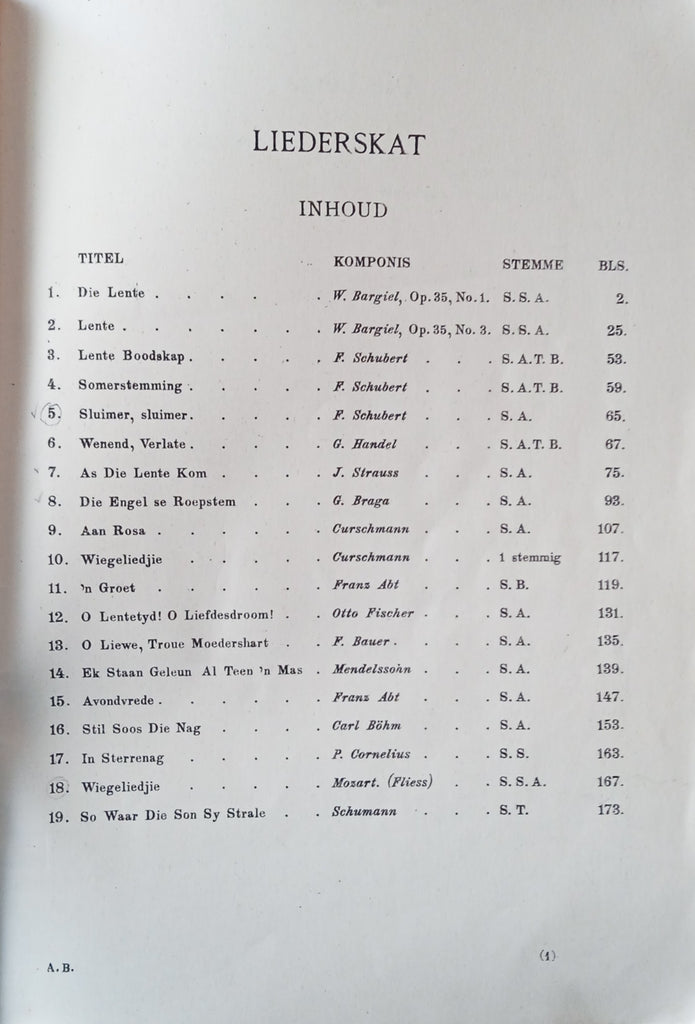 LIEDERSKAT
INHOUD
TITEL KOMPONIS STEMME BLS.
1. Die Lente . . . . . W. Bargiel, Op. 35, No. 1. S. S. A. 2.
2. Lente . . . . . . . W. Bargiel, Op. 35, No. 3. S. S. A. 25.
3. Lente Boodskap . . . . . F. Schubert . . . S. A. T. B. 53.
4. Somerstemming . . . . . F. Schubert . . . S. A. T. B. 59.
5. Sluimer, sluimer . . . . . F. Schubert . . . S. A. 65.
6. Wenend, Verlate . . . . . G. Handel . . . S. A. T. B. 67.
7. As Die Lente Kom . . . . J. Strauss . . . S. A. 75.
8. Die Engel se Roepstem . . . G. Braga . . . S. A. 93.
9. Aan Rosa . . . . . . Curschmann . . . S. A. 107.
10. Wiegeliedjie . . . . . Curschmann . . . 1 stemmig 117.
11. 'n Groet . . . . . . Franz Abt . . . S. B. 119.
12. O Lentetyd! O Liefdesdroom! . . Otto Fischer . . . S. A. 131.
13. O Liewe, Troue Moedershart . . F. Bauer . . . S. A. 135.
14. Ek Staan Geleun Al Teen 'n Mas . Mendelssohn . . . S. A. 139.
15. Avondvrede . . . . . . Franz Abt . . . S. A. 147.
16. Stil Soos Die Nag . . . . Carl Böhm . . . S. A. 153.
17. In Sterrenag . . . . . P. Cornelius . . . S. S. 163.
18. Wiegeliedjie . . . . . Mozart. (Fliess) . . S. S. A. 167.
19. So Waar Die Son Sy Strale . . Schumann . . . S. T. 173.
A. B. (1)